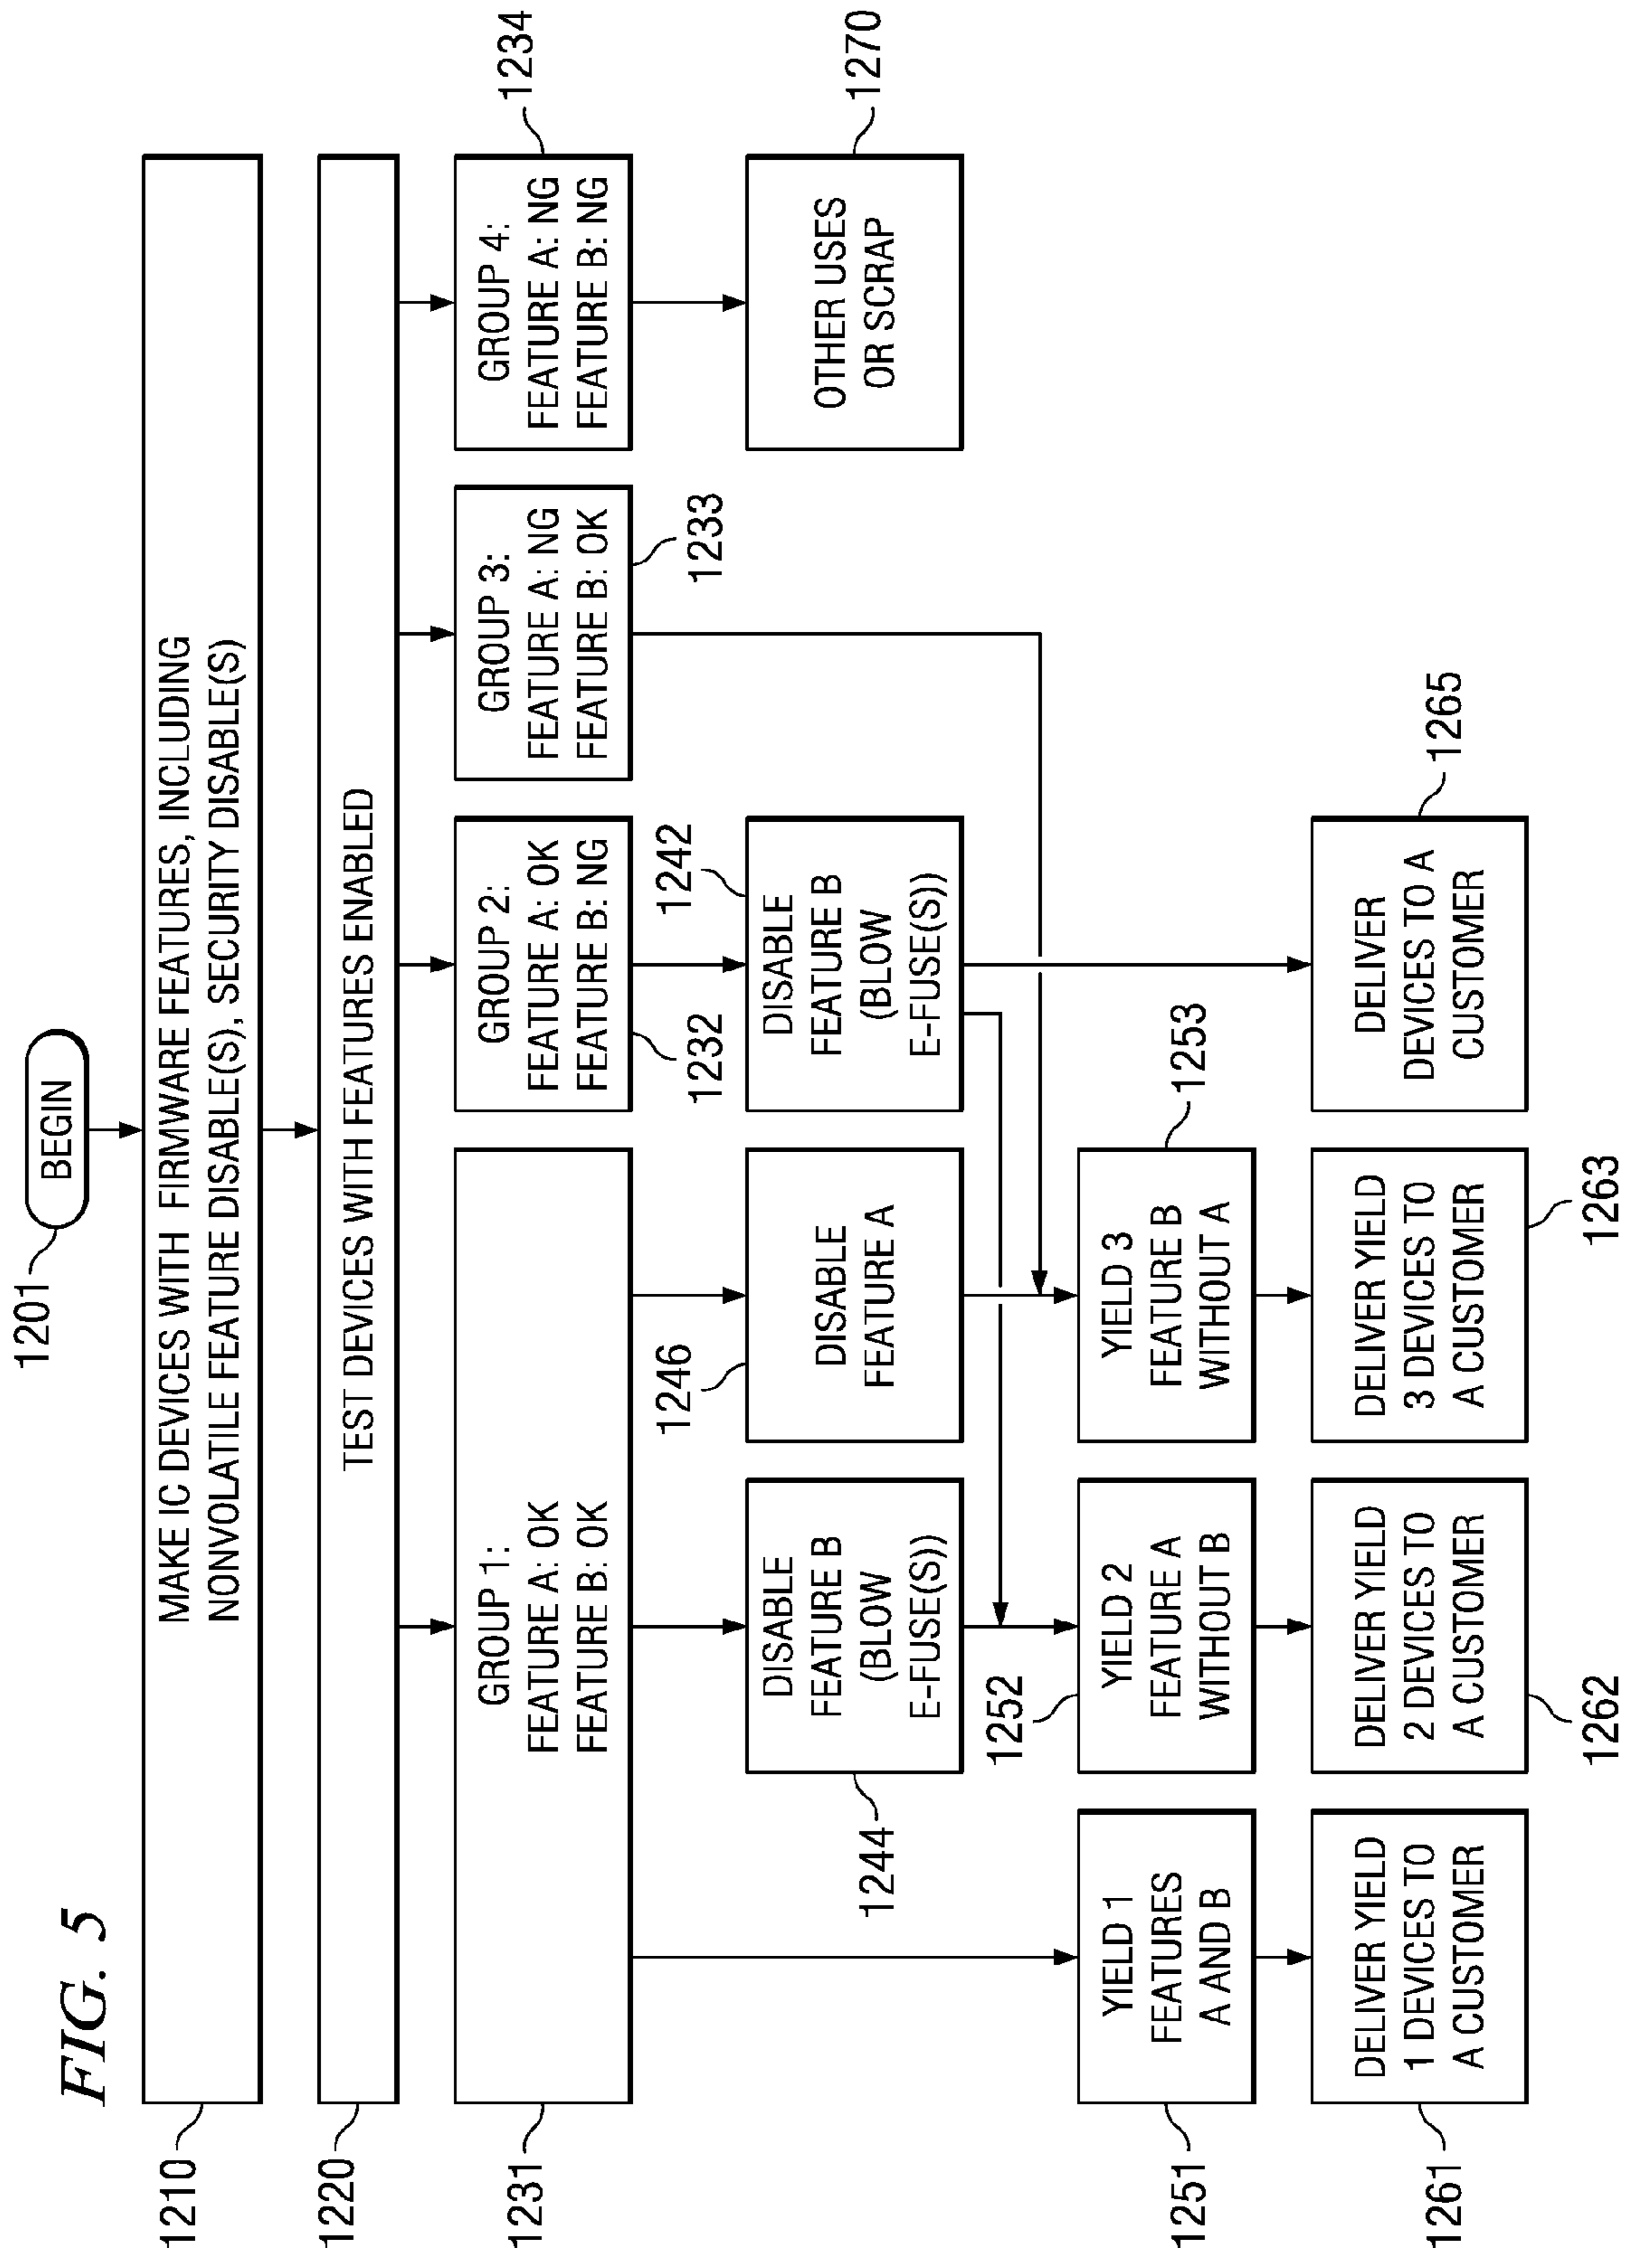 FIG. 5
1201
BEGIN
1210
MAKE IC DEVICES WITH FIRMWARE FEATURES, INCLUDING
NONVOLATILE FEATURE DISABLE(S), SECURITY DISABLE(S)
1220
TEST DEVICES WITH FEATURES ENABLED
1231
GROUP 1:
FEATURE A: OK
FEATURE B: OK
1232
GROUP 2:
FEATURE A: OK
FEATURE B: NG
GROUP 3:
FEATURE A: NG
FEATURE B: OK
1233
GROUP 4:
FEATURE A: NG
FEATURE B: NG
1234
1244
DISABLE
FEATURE B
(BLOW
E-FUSE(S))
1246
DISABLE
FEATURE A
1242
DISABLE
FEATURE B
(BLOW
E-FUSE(S))
OTHER USES
OR SCRAP
1270
1251
YIELD 1
FEATURES
A AND B
1252
YIELD 2
FEATURE A
WITHOUT B
YIELD 3
FEATURE B
WITHOUT A
1253
1261
DELIVER YIELD
1 DEVICES TO
A CUSTOMER
DELIVER YIELD
2 DEVICES TO
A CUSTOMER
1262
DELIVER YIELD
3 DEVICES TO
A CUSTOMER
1263
DELIVER
DEVICES TO A
CUSTOMER
1265